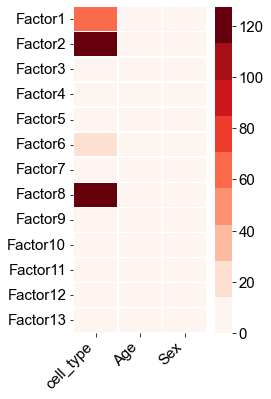 Factor1
Factor2
Factor3
Factor4
Factor5
Factor6
Factor7
Factor8
Factor9
Factor10
Factor11
Factor12
Factor13
cell_type
Age
Sex
120
100
80
60
40
20
0